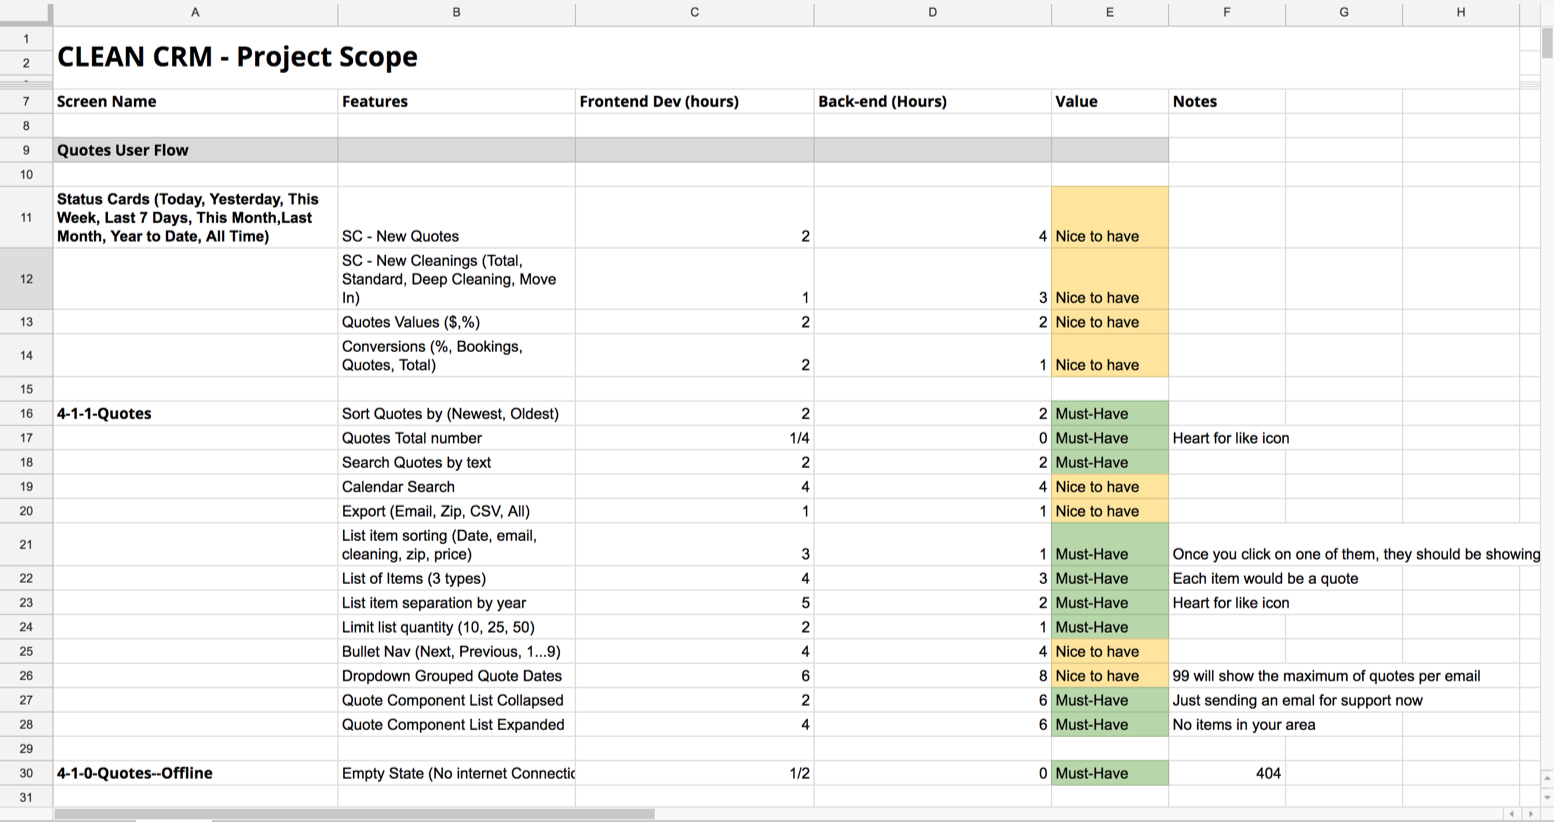 A B C D E F G H
1
2 CLEAN CRM - Project Scope
7 Screen Name Features Frontend Dev (hours) Back-end (Hours) Value Notes
8
9 Quotes User Flow
10
Status Cards (Today, Yesterday, This
Week, Last 7 Days, This Month,Last
Month, Year to Date, All Time)
11 SC - New Quotes 2 4 Nice to have
SC - New Cleanings (Total,
Standard, Deep Cleaning, Move
In)
12 1 3 Nice to have
13 Quotes Values ($,%) 2 2 Nice to have
Conversions (%, Bookings,
Quotes, Total)
14 2 1 Nice to have
15
16 4-1-1-Quotes Sort Quotes by (Newest, Oldest) 2 2 Must-Have
17 Quotes Total number 1/4 0 Must-Have Heart for like icon
18 Search Quotes by text 2 2 Must-Have
19 Calendar Search 4 4 Nice to have
20 Export (Email, Zip, CSV, All) 1 1 Nice to have
List item sorting (Date, email,
cleaning, zip, price)
21 3 1 Must-Have Once you click on one of them, they should be showing
22 List of Items (3 types) 4 3 Must-Have Each item would be a quote
23 List item separation by year 5 2 Must-Have Heart for like icon
24 Limit list quantity (10, 25, 50) 2 1 Must-Have
25 Bullet Nav (Next, Previous, 1...9) 4 4 Nice to have
26 Dropdown Grouped Quote Dates 6 8 Nice to have 99 will show the maximum of quotes per email
27 Quote Component List Collapsed 2 6 Must-Have Just sending an emal for support now
28 Quote Component List Expanded 4 6 Must-Have No items in your area
29
30 4-1-0-Quotes--Offline Empty State (No internet Connectic 1/2 0 Must-Have 404
31